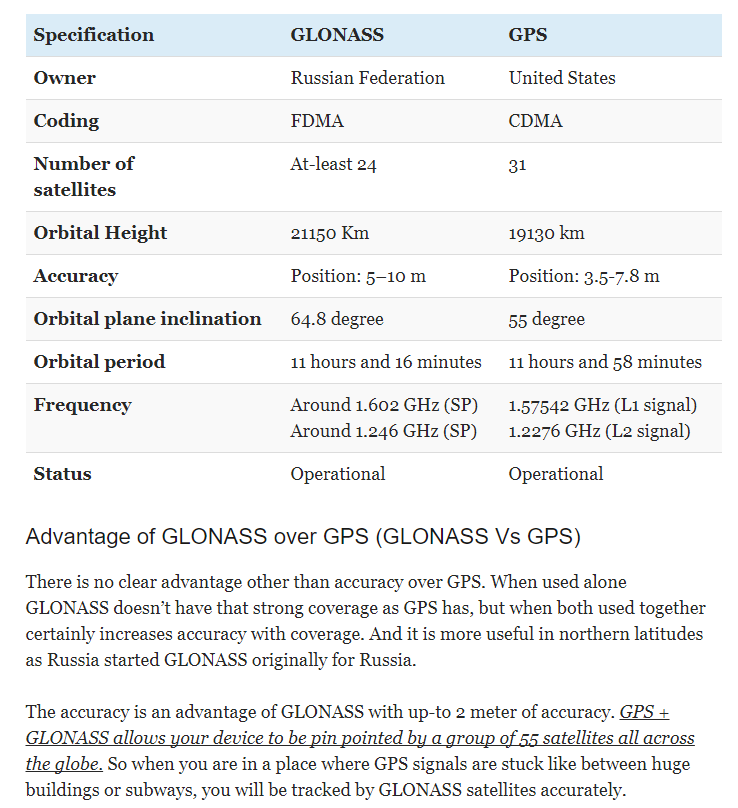 Specification GLONASS GPS
Owner Russian Federation United States
Coding FDMA CDMA
Number of satellites At-least 24 31
Orbital Height 21150 Km 19130 km
Accuracy Position: 5–10 m Position: 3.5-7.8 m
Orbital plane inclination 64.8 degree 55 degree
Orbital period 11 hours and 16 minutes 11 hours and 58 minutes
Frequency Around 1.602 GHz (SP) 1.57542 GHz (L1 signal)
Around 1.246 GHz (SP) 1.2276 GHz (L2 signal)
Status Operational Operational
Advantage of GLONASS over GPS (GLONASS Vs GPS)
There is no clear advantage other than accuracy over GPS. When used alone
GLONASS doesn’t have that strong coverage as GPS has, but when both used together
certainly increases accuracy with coverage. And it is more useful in northern latitudes
as Russia started GLONASS originally for Russia.
The accuracy is an advantage of GLONASS with up-to 2 meter of accuracy. GPS +
GLONASS allows your device to be pin pointed by a group of 55 satellites all across
the globe. So when you are in a place where GPS signals are stuck like between huge
buildings or subways, you will be tracked by GLONASS satellites accurately.